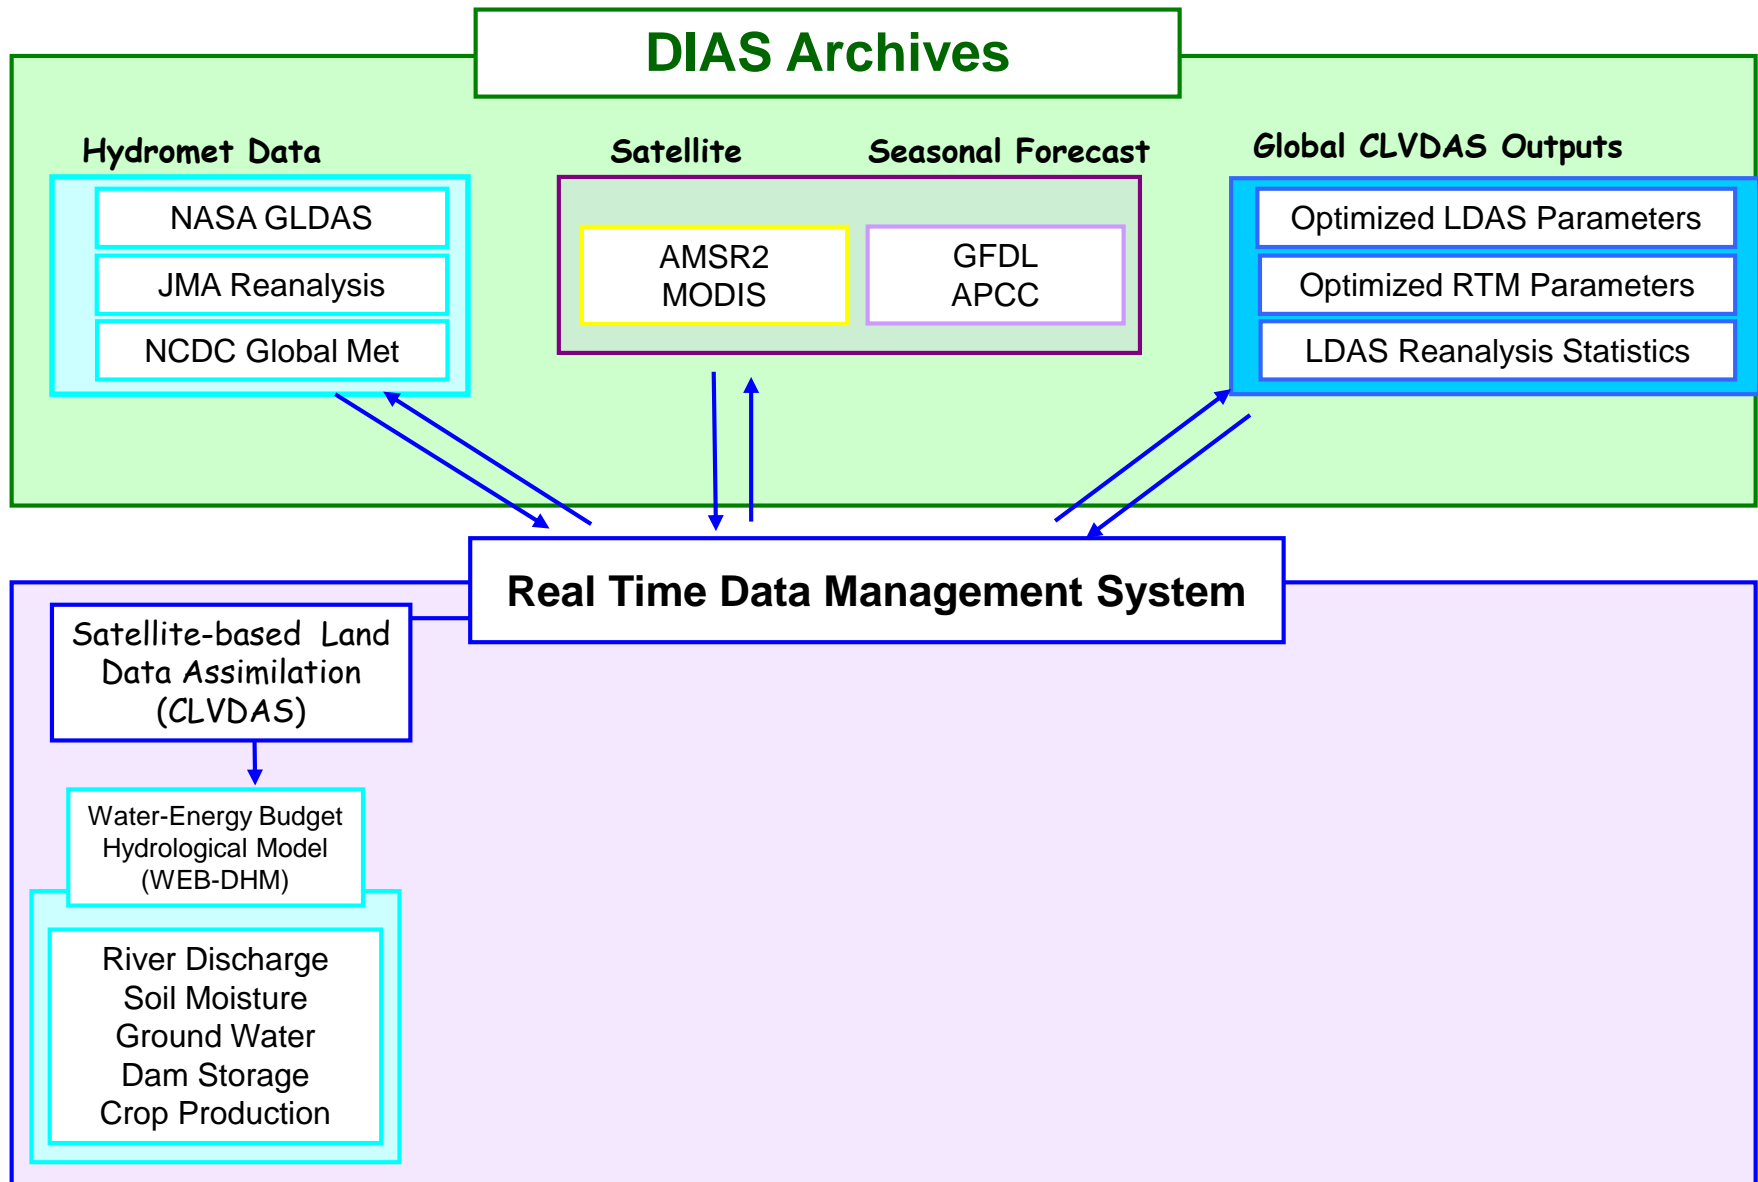 DIAS Archives
Hydromet Data
NASA GLDAS
JMA Reanalysis
NCDC Global Met
Satellite
AMSR2
MODIS
Seasonal Forecast
GFDL
APCC
Global CLVDAS Outputs
Optimized LDAS Parameters
Optimized RTM Parameters
LDAS Reanalysis Statistics
Real Time Data Management System
Satellite-based Land
Data Assimilation
(CLVDAS)
Water-Energy Budget
Hydrological Model
(WEB-DHM)
River Discharge
Soil Moisture
Ground Water
Dam Storage
Crop Production